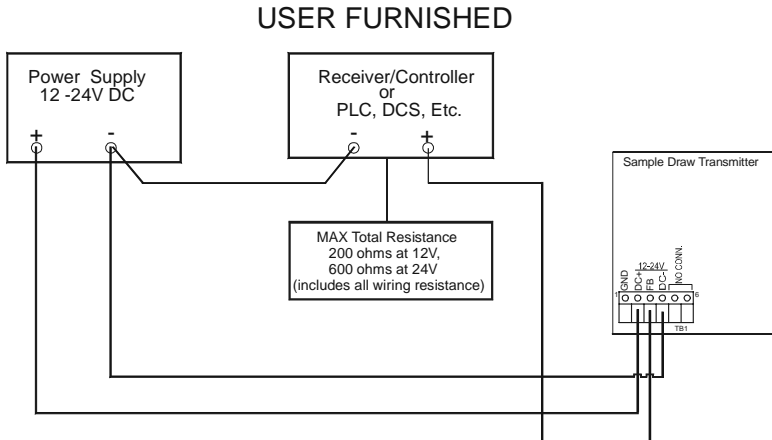 USER FURNISHED
Power Supply
12 -24V DC
+
-
Receiver/Controller
or
PLC, DCS, Etc.
-
+
MAX Total Resistance
200 ohms at 12V,
600 ohms at 24V
(includes all wiring resistance)
Sample Draw Transmitter
12-24V
GND
DC+
FB
DC-
NO CONN.
1
6
TB1